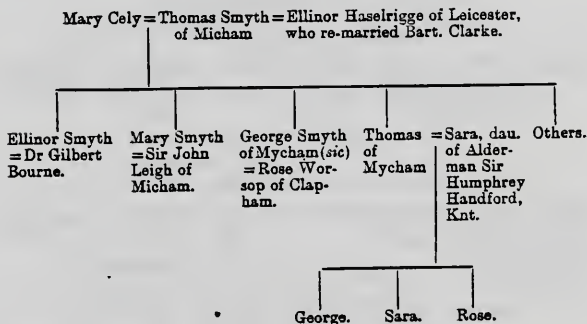 Mary Cely = Thomas Smyth = Ellinor Haselrigge of Leicester,
of Micham
who re-married Bart. Clarke.
Ellinor Smyth
= Dr Gilbert
Bourne.
Mary Smyth
= Sir John
Leigh of
Micham.
George Smyth
of Mycham (sic)
= Rose Wor-
sop of Clap-
ham.
Thomas
of
Mycham
= Sara, dau.
of Alder-
man Sir
Humphrey
Handford,
Knt.
Others.
George.
Sara.
Rose.